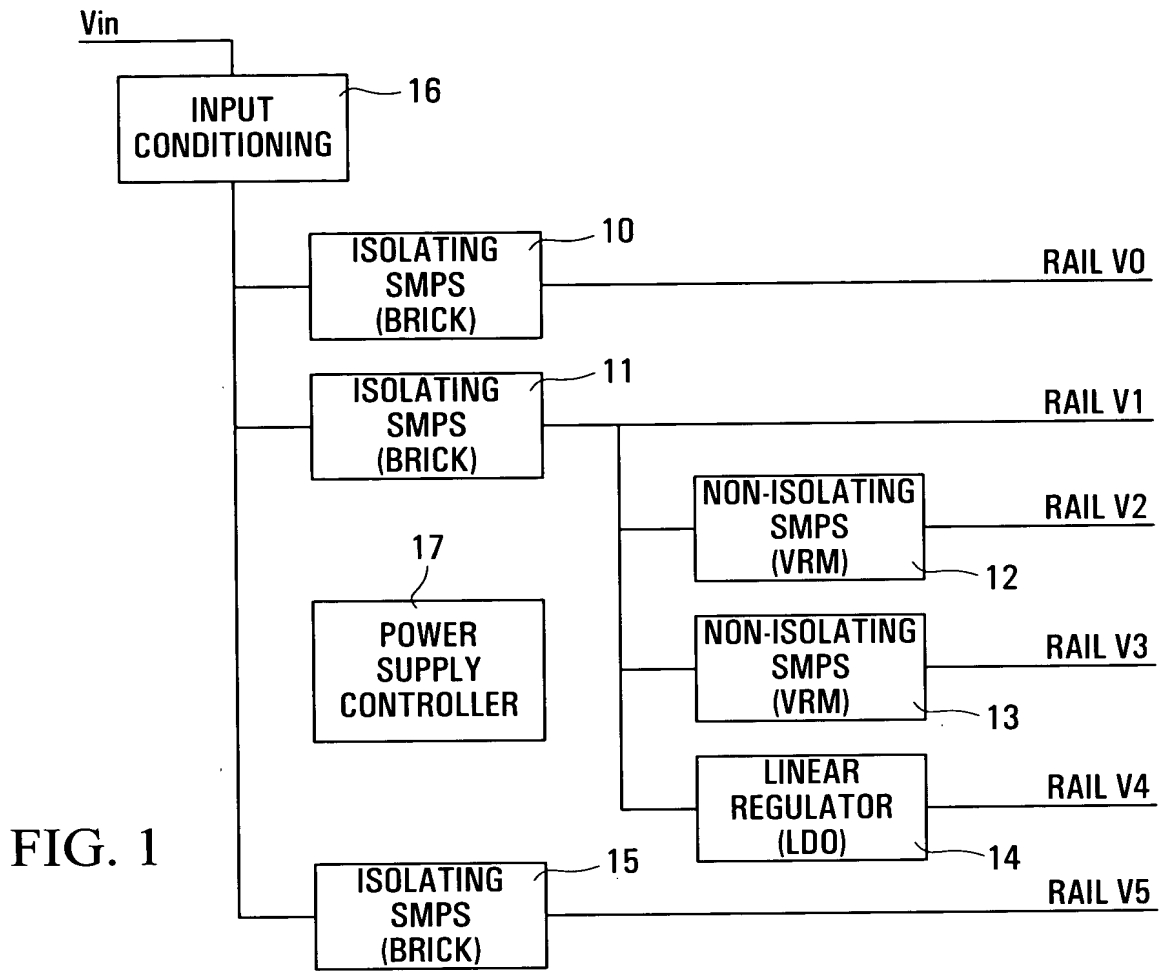 Vin
INPUT
CONDITIONING
16
ISOLATING
SMPS
(BRICK)
10
RAIL V0
ISOLATING
SMPS
(BRICK)
11
RAIL V1
NON-ISOLATING
SMPS
(VRM)
12
RAIL V2
17
POWER
SUPPLY
CONTROLLER
NON-ISOLATING
SMPS
(VRM)
13
RAIL V3
LINEAR
REGULATOR
(LDO)
14
RAIL V4
FIG. 1
ISOLATING
SMPS
(BRICK)
15
RAIL V5